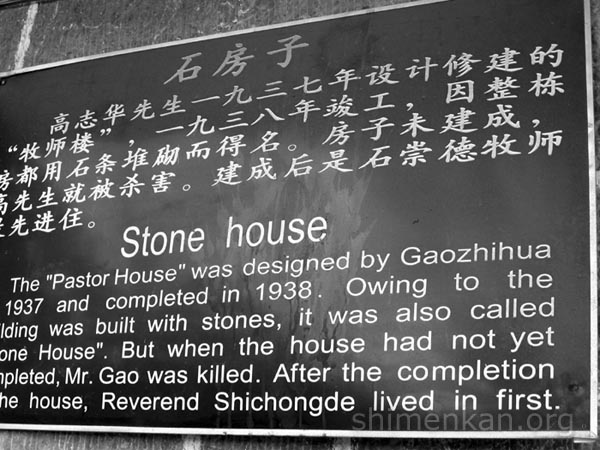 石房子
高志华先生一九三七年设计修建的
“牧师楼”，一九三八年竣工，因整栋
房都用石条堆砌而得名。房子未建成，
高先生就被杀害。建成后是石崇德牧师
先进住。
Stone house
The "Pastor House" was designed by Gaozhihua
1937 and completed in 1938. Owing to the
ilding was built with stones, it was also called
one House". But when the house had not yet
mpleted, Mr. Gao was killed. After the completion
he house, Reverend Shichongde lived in first.
shimenkan.org